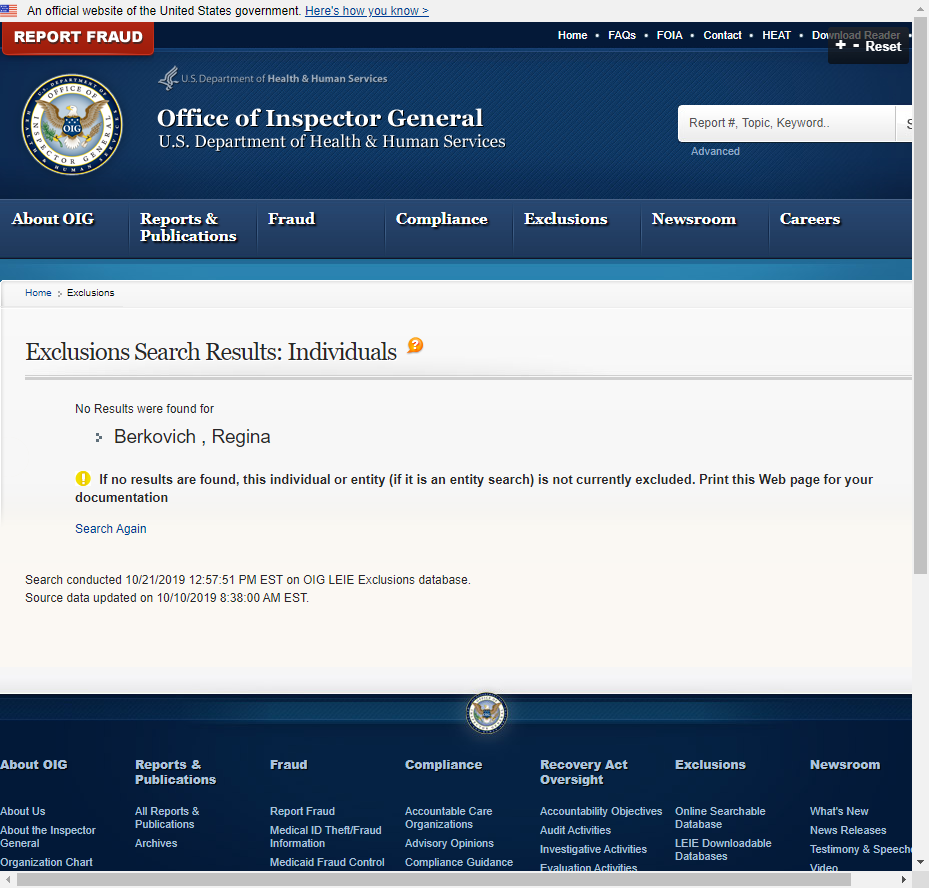 An official website of the United States government. Here's how you know >
REPORT FRAUD
Home • FAQs • FOIA • Contact • HEAT • Download Reader •
+ - Reset
U.S. Department of Health & Human Services
Office of Inspector General
U.S. Department of Health & Human Services
Report #, Topic, Keyword..
Advanced
OFFICE OF INSPECTOR GENERAL
OIG
About OIG
Reports &
Publications
Fraud
Compliance
Exclusions
Newsroom
Careers
Home
Exclusions
Exclusions Search Results: Individuals
?
No Results were found for
Berkovich , Regina
! If no results are found, this individual or entity (if it is an entity search) is not currently excluded. Print this Web page for your
documentation
Search Again
Search conducted 10/21/2019 12:57:51 PM EST on OIG LEIE Exclusions database.
Source data updated on 10/10/2019 8:38:00 AM EST.
About OIG
About Us
About the Inspector
General
Organization Chart
Reports &
Publications
All Reports &
Publications
Archives
Fraud
Report Fraud
Medical ID Theft/Fraud
Information
Medicaid Fraud Control
Compliance
Accountable Care
Organizations
Advisory Opinions
Compliance Guidance
Recovery Act
Oversight
Accountability Objectives
Audit Activities
Investigative Activities
Evaluation Activities
Exclusions
Online Searchable
Database
LEIE Downloadable
Databases
Newsroom
What's New
News Releases
Testimony & Speeche
Video